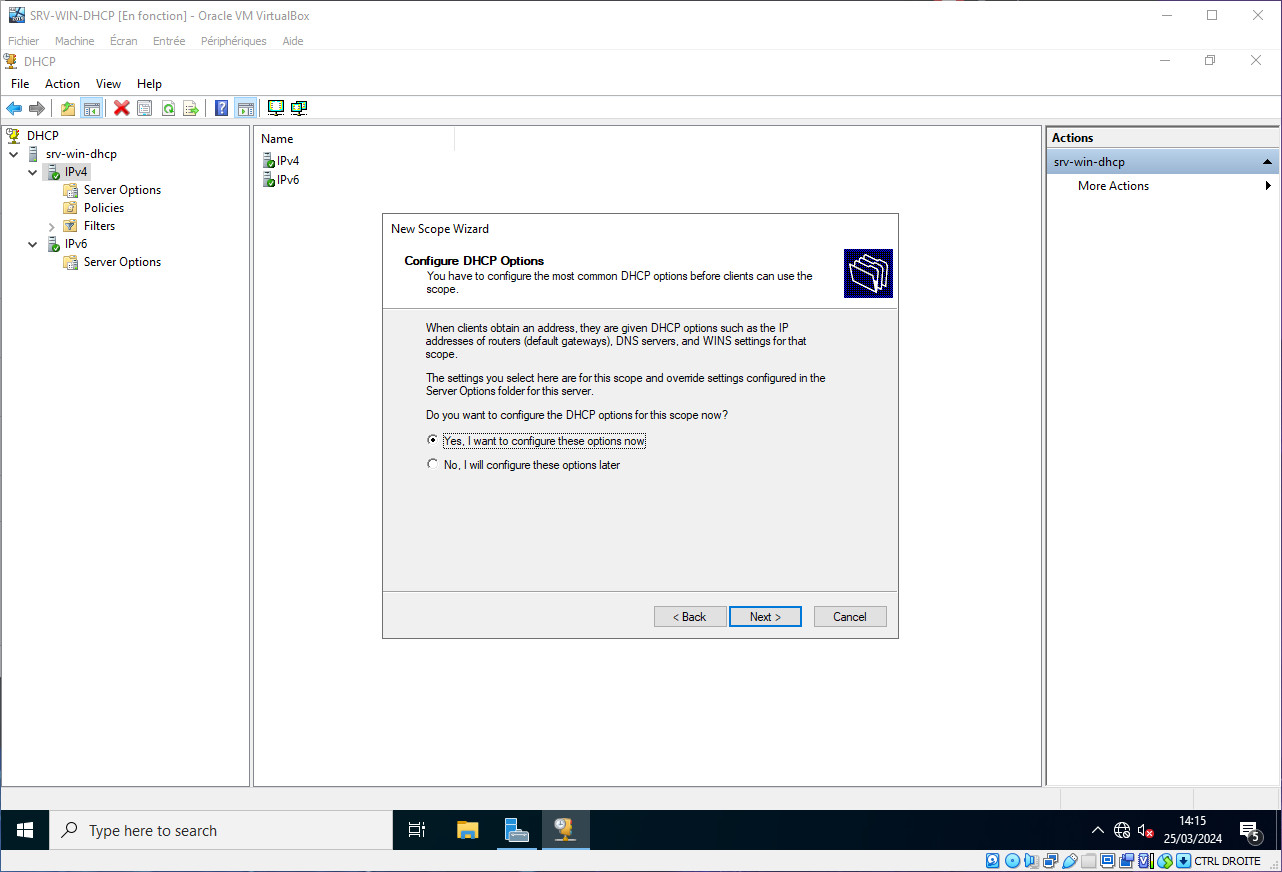 SRV-WIN-DHCP [En fonction] - Oracle VM VirtualBox
Fichier Machine Écran Entrée Périphériques Aide
DHCP
File Action View Help
DHCP
srv-win-dhcp
IPv4
Server Options
Policies
Filters
IPv6
Server Options
Name
IPv4
IPv6
Actions
srv-win-dhcp
More Actions
New Scope Wizard
Configure DHCP Options
You have to configure the most common DHCP options before clients can use the
scope.
When clients obtain an address, they are given DHCP options such as the IP
addresses of routers (default gateways), DNS servers, and WINS settings for that
scope.
The settings you select here are for this scope and override settings configured in the
Server Options folder for this server.
Do you want to configure the DHCP options for this scope now?
Yes, I want to configure these options now
No, I will configure these options later
< Back Next > Cancel
Type here to search
14:15
25/03/2024
5
CTRL DROITE